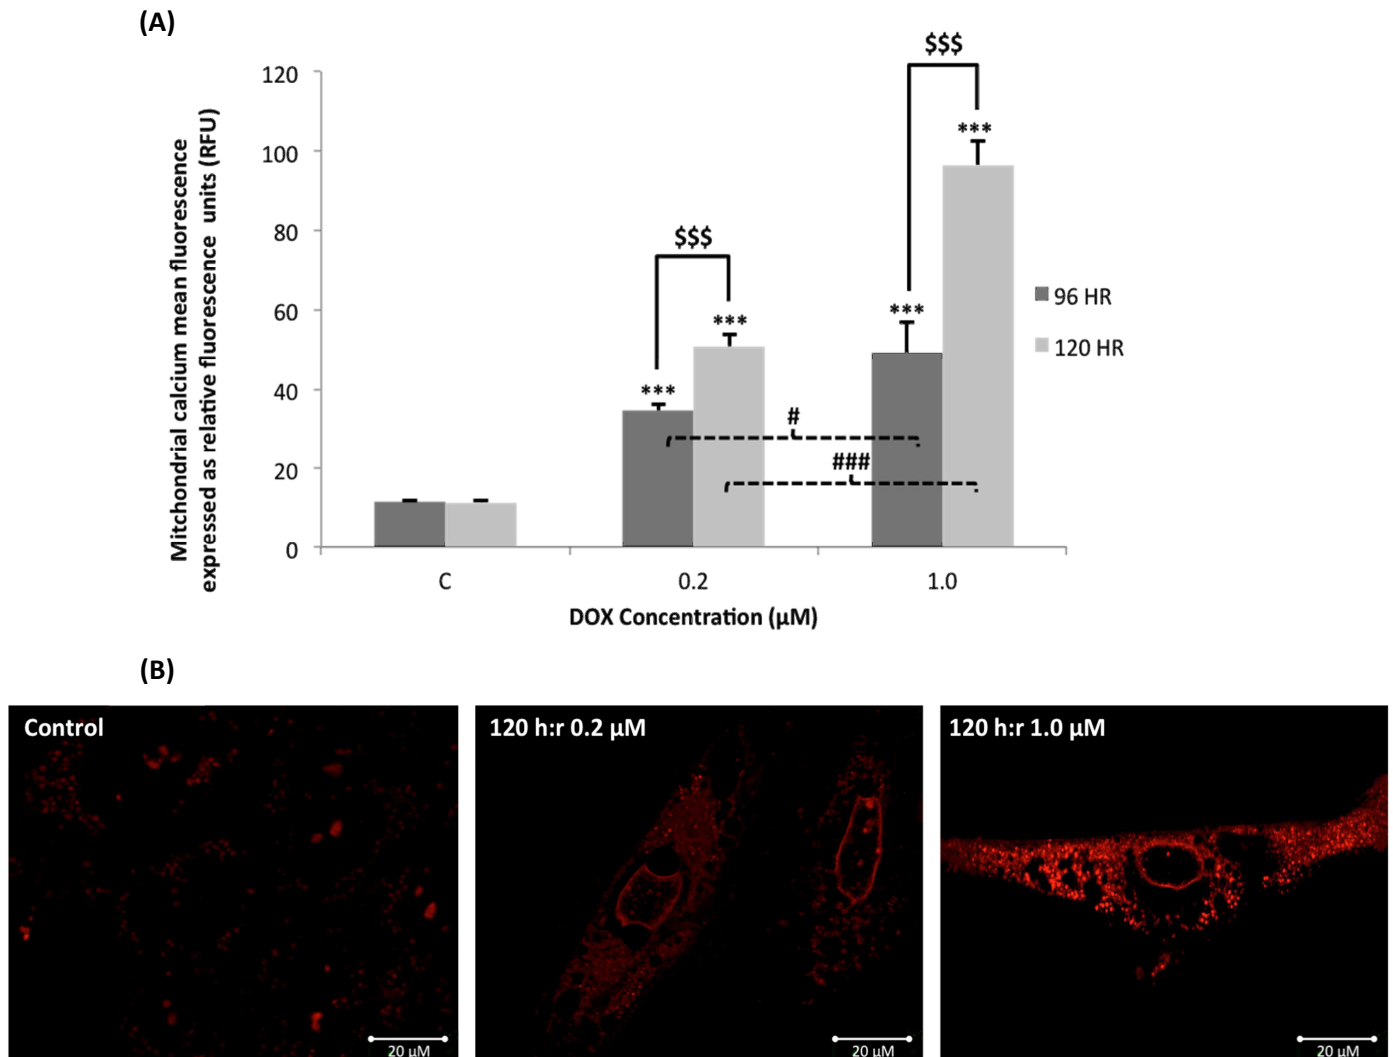 (A)
Mitchondrial calcium mean fluorescence
expressed as relative fluorescence units (RFU)
120
100
80
60
40
20
0
$$$
***
$$$
***
***
***
#
###
96 HR
120 HR
C
0.2
1.0
DOX Concentration (μM)
(B)
Control
120 h:r 0.2 μM
120 h:r 1.0 μM
20 μM
20 μM
20 μM